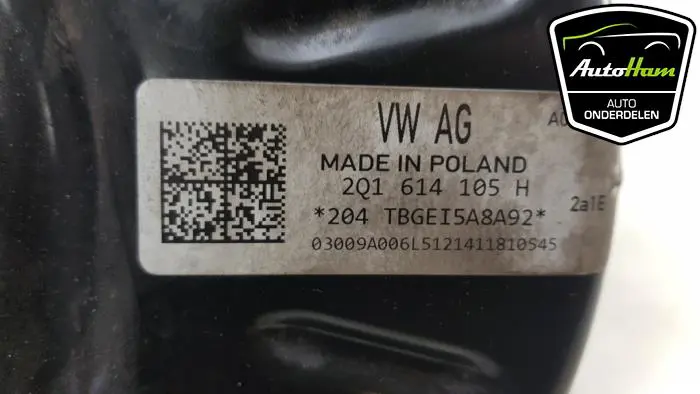 VW AG
MADE IN POLAND
2Q1 614 105 H
*204 TBGEI5A8A92*
2a1E
03009A006L5121411810545
AutoHam
AUTO
ONDERDELEN